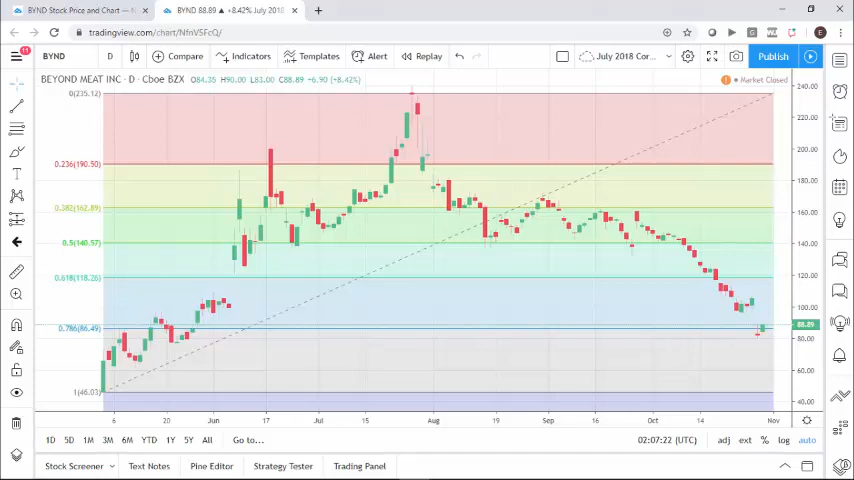 BYND Stock Price and Chart — N
BYND 88.89 ▲ +8.42% July 2018
tradingview.com/chart/NfnV5FcQ/
E
11
BYND D Compare Indicators Templates Alert Replay July 2018 Cor... Publish
BEYOND MEAT INC · D · Cboe BZX O84.35 H90.00 L83.00 C88.89 +6.90 (+8.42%)
Market Closed
0(235.12)
0.236(190.50)
0.382(162.89)
0.5(140.57)
0.618(118.26)
0.786(86.49)
1(46.03)
240.00
220.00
200.00
180.00
160.00
140.00
120.00
100.00
88.89
80.00
60.00
40.00
6 20 Jun 17 Jul 15 Aug 19 Sep 16 Oct 14 Nov
1D 5D 1M 3M 6M YTD 1Y 5Y All Go to... 02:07:22 (UTC) adj ext % log auto
Stock Screener Text Notes Pine Editor Strategy Tester Trading Panel